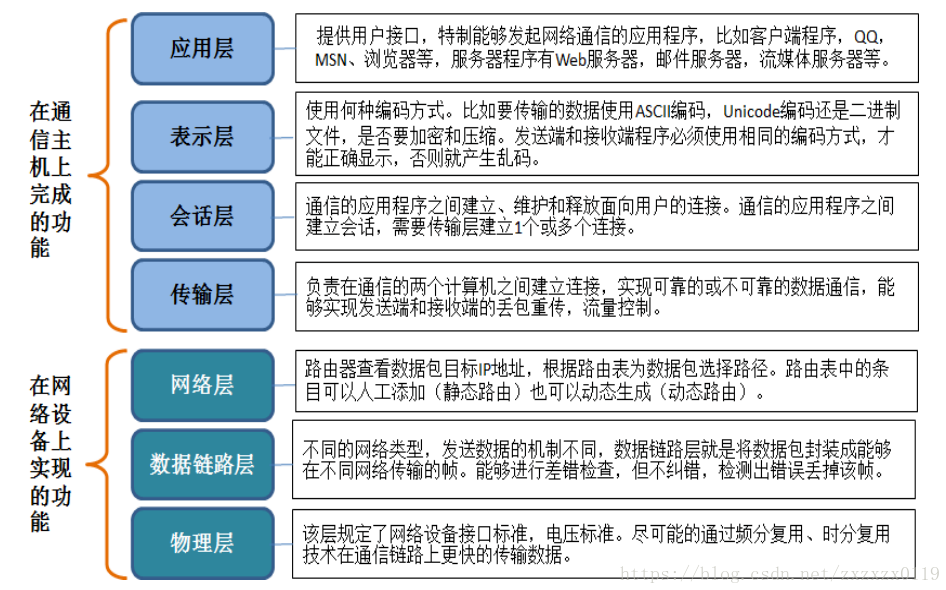 在通
信主
机上
完成
的功
能
应用层
提供用户接口，特制能够发起网络通信的应用程序，比如客户端程序，QQ，
MSN、浏览器等，服务器程序有Web服务器，邮件服务器，流媒体服务器等。
表示层
使用何种编码方式。比如要传输的数据使用ASCII编码，Unicode编码还是二进制
文件，是否要加密和压缩。发送端和接收端程序必须使用相同的编码方式，才
能正确显示，否则就产生乱码。
会话层
通信的应用程序之间建立、维护和释放面向用户的连接。通信的应用程序之间
建立会话，需要传输层建立1个或多个连接。
传输层
负责在通信的两个计算机之间建立连接，实现可靠的或不可靠的数据通信，能
够实现发送端和接收端的丢包重传，流量控制。
在网
络设
备上
实现
的功
能
网络层
路由器查看数据包目标IP地址，根据路由表为数据包选择路径。路由表中的条
目可以人工添加（静态路由）也可以动态生成（动态路由）。
数据链路层
不同的网络类型，发送数据的机制不同，数据链路层就是将数据包封装成能够
在不同网络传输的帧。能够进行差错检查，但不纠错，检测出错误丢掉该帧。
物理层
该层规定了网络设备接口标准，电压标准。尽可能的通过频分复用、时分复用
技术在通信链路上更快的传输数据。
https://blog.csdn.net/zxzxzx0119